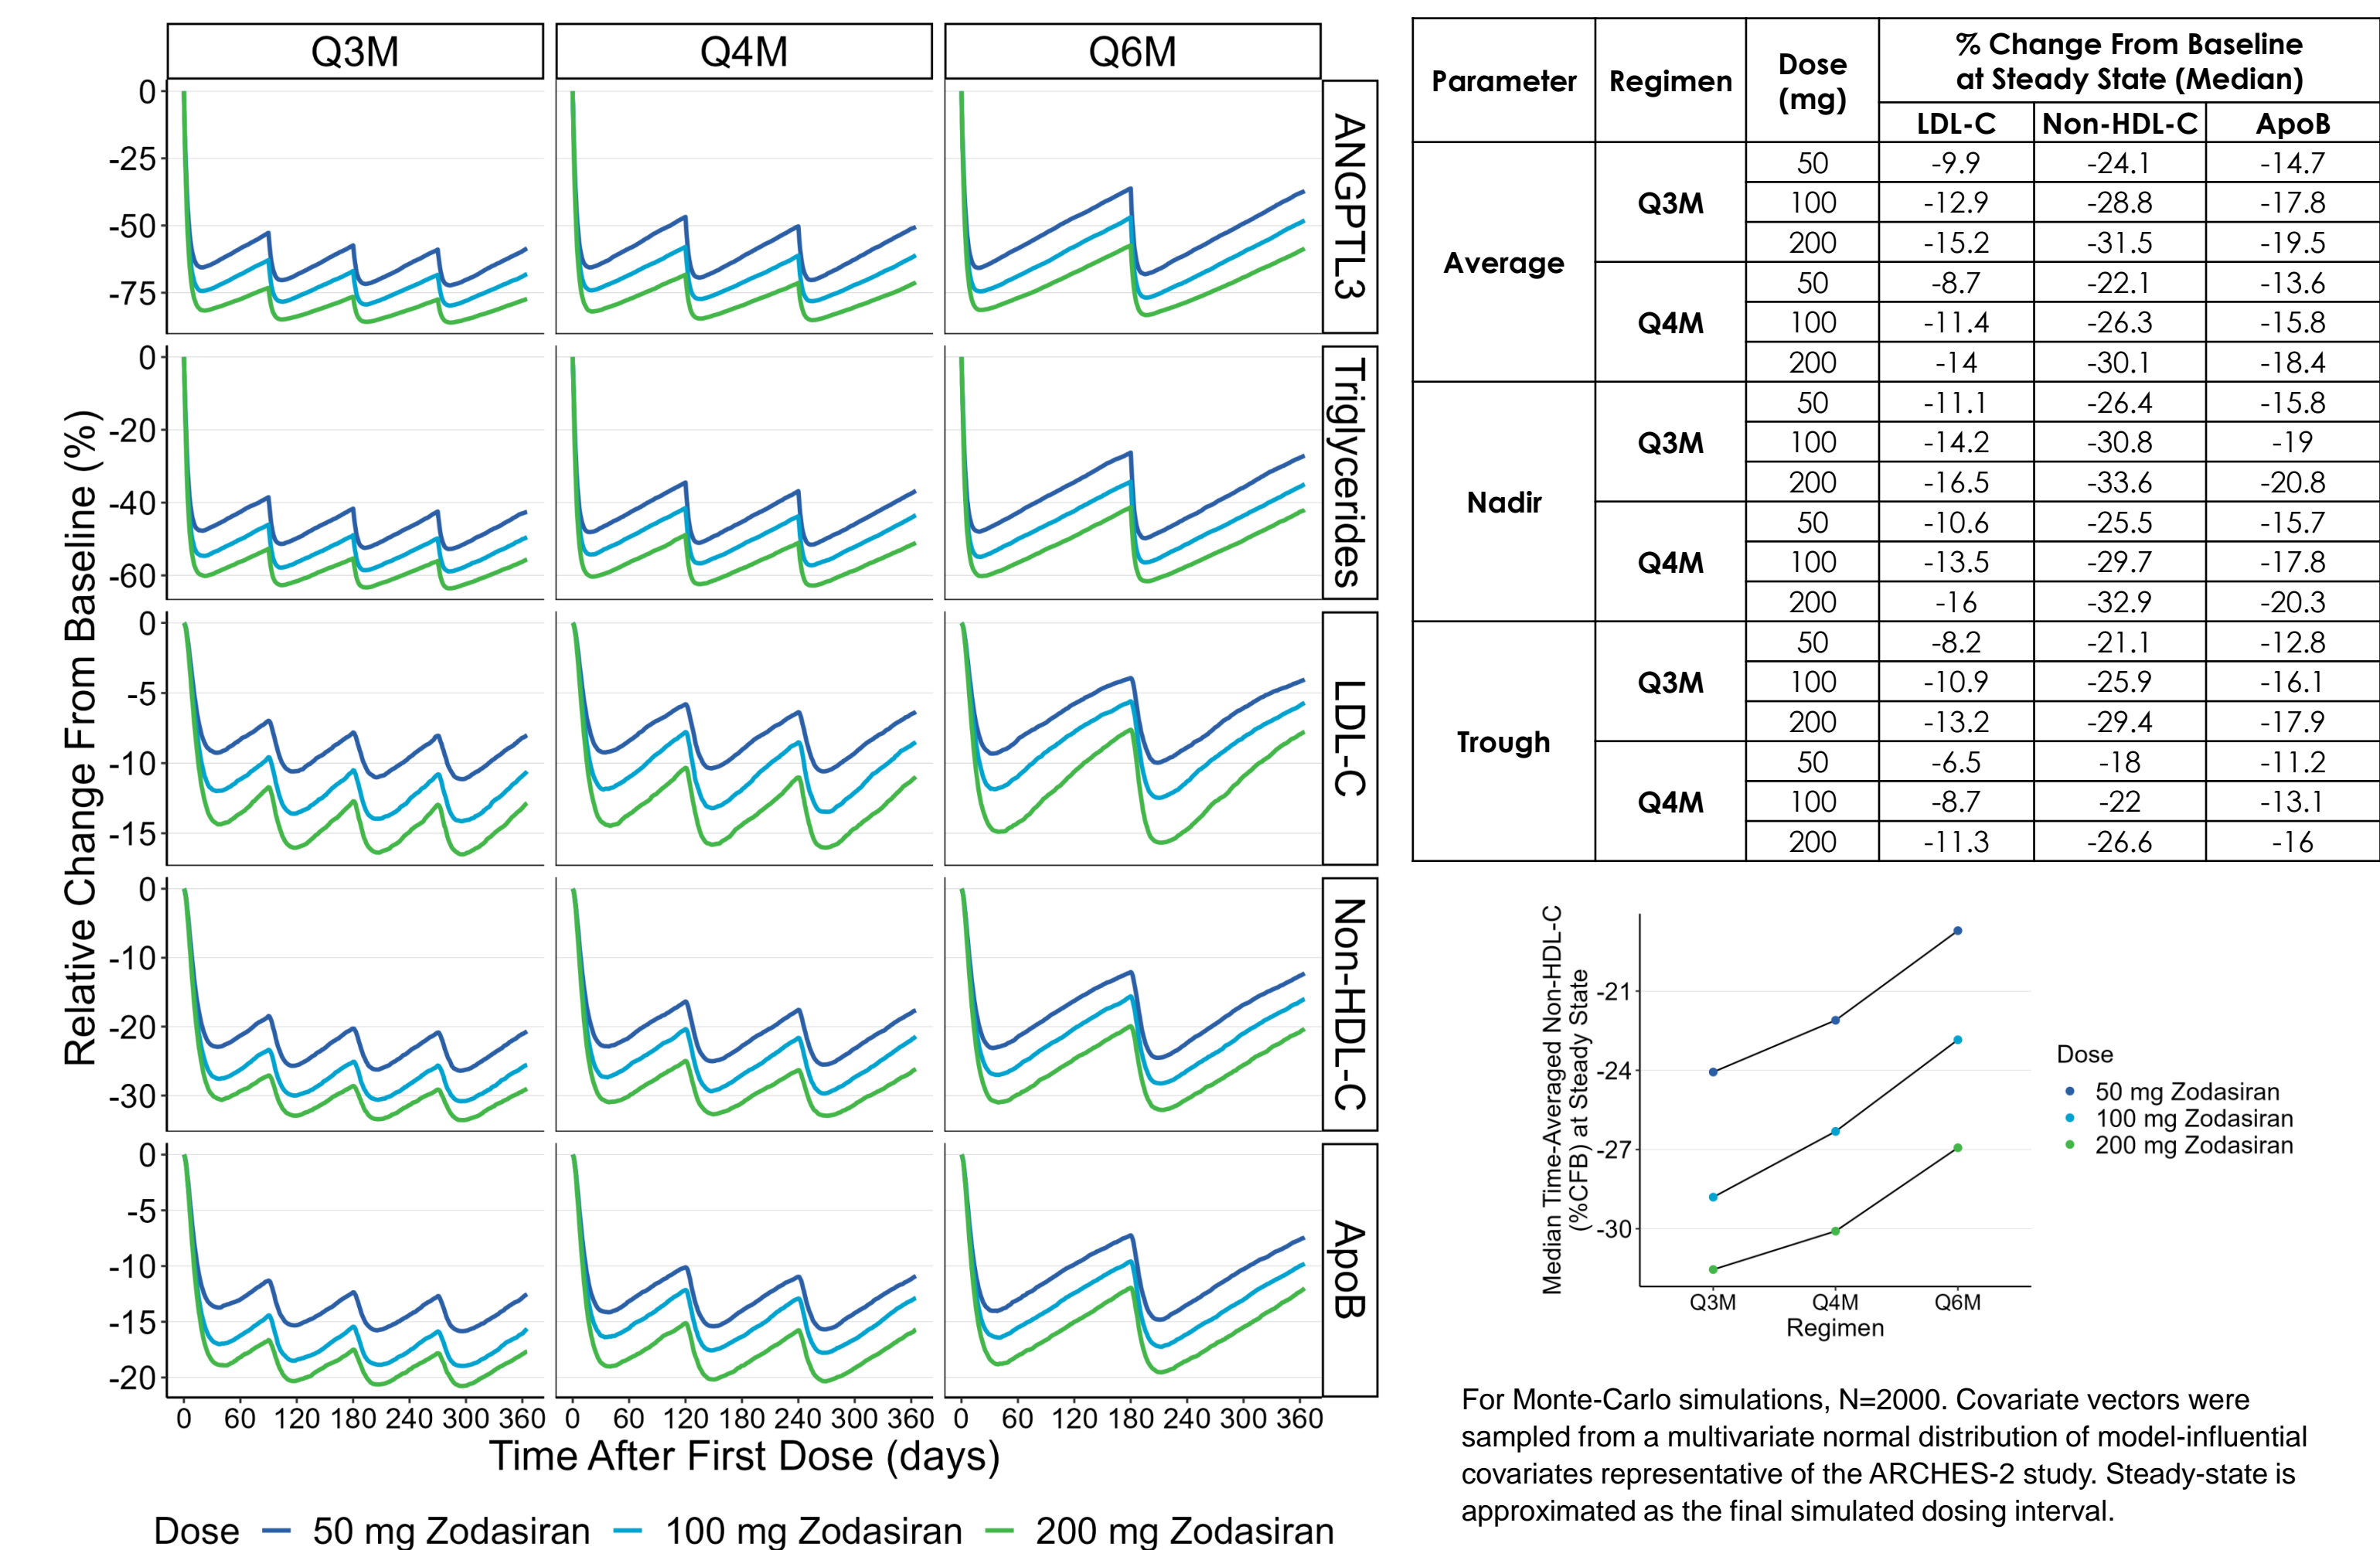 Q3M
Q4M
Q6M
Relative Change From Baseline (%)
0
-25
-50
-75
ANGPTL3
0
-20
-40
-60
Triglycerides
0
-5
-10
-15
LDL-C
0
-10
-20
-30
Non-HDL-C
0
-5
-10
-15
-20
ApoB
0 60 120 180 240 300 360
0 60 120 180 240 300 360
0 60 120 180 240 300 360
Time After First Dose (days)
Dose 50 mg Zodasiran 100 mg Zodasiran 200 mg Zodasiran
Parameter Regimen Dose (mg) % Change From Baseline at Steady State (Median)
LDL-C Non-HDL-C ApoB
Average
Q3M
50 -9.9 -24.1 -14.7
100 -12.9 -28.8 -17.8
200 -15.2 -31.5 -19.5
Q4M
50 -8.7 -22.1 -13.6
100 -11.4 -26.3 -15.8
200 -14 -30.1 -18.4
Nadir
Q3M
50 -11.1 -26.4 -15.8
100 -14.2 -30.8 -19
200 -16.5 -33.6 -20.8
Q4M
50 -10.6 -25.5 -15.7
100 -13.5 -29.7 -17.8
200 -16 -32.9 -20.3
Trough
Q3M
50 -8.2 -21.1 -12.8
100 -10.9 -25.9 -16.1
200 -13.2 -29.4 -17.9
Q4M
50 -6.5 -18 -11.2
100 -8.7 -22 -13.1
200 -11.3 -26.6 -16
Median Time-Averaged Non-HDL-C
(%CFB) at Steady State
-21
-24
-27
-30
Q3M Q4M Q6M
Regimen
Dose
50 mg Zodasiran
100 mg Zodasiran
200 mg Zodasiran
For Monte-Carlo simulations, N=2000. Covariate vectors were
sampled from a multivariate normal distribution of model-influential
covariates representative of the ARCHES-2 study. Steady-state is
approximated as the final simulated dosing interval.